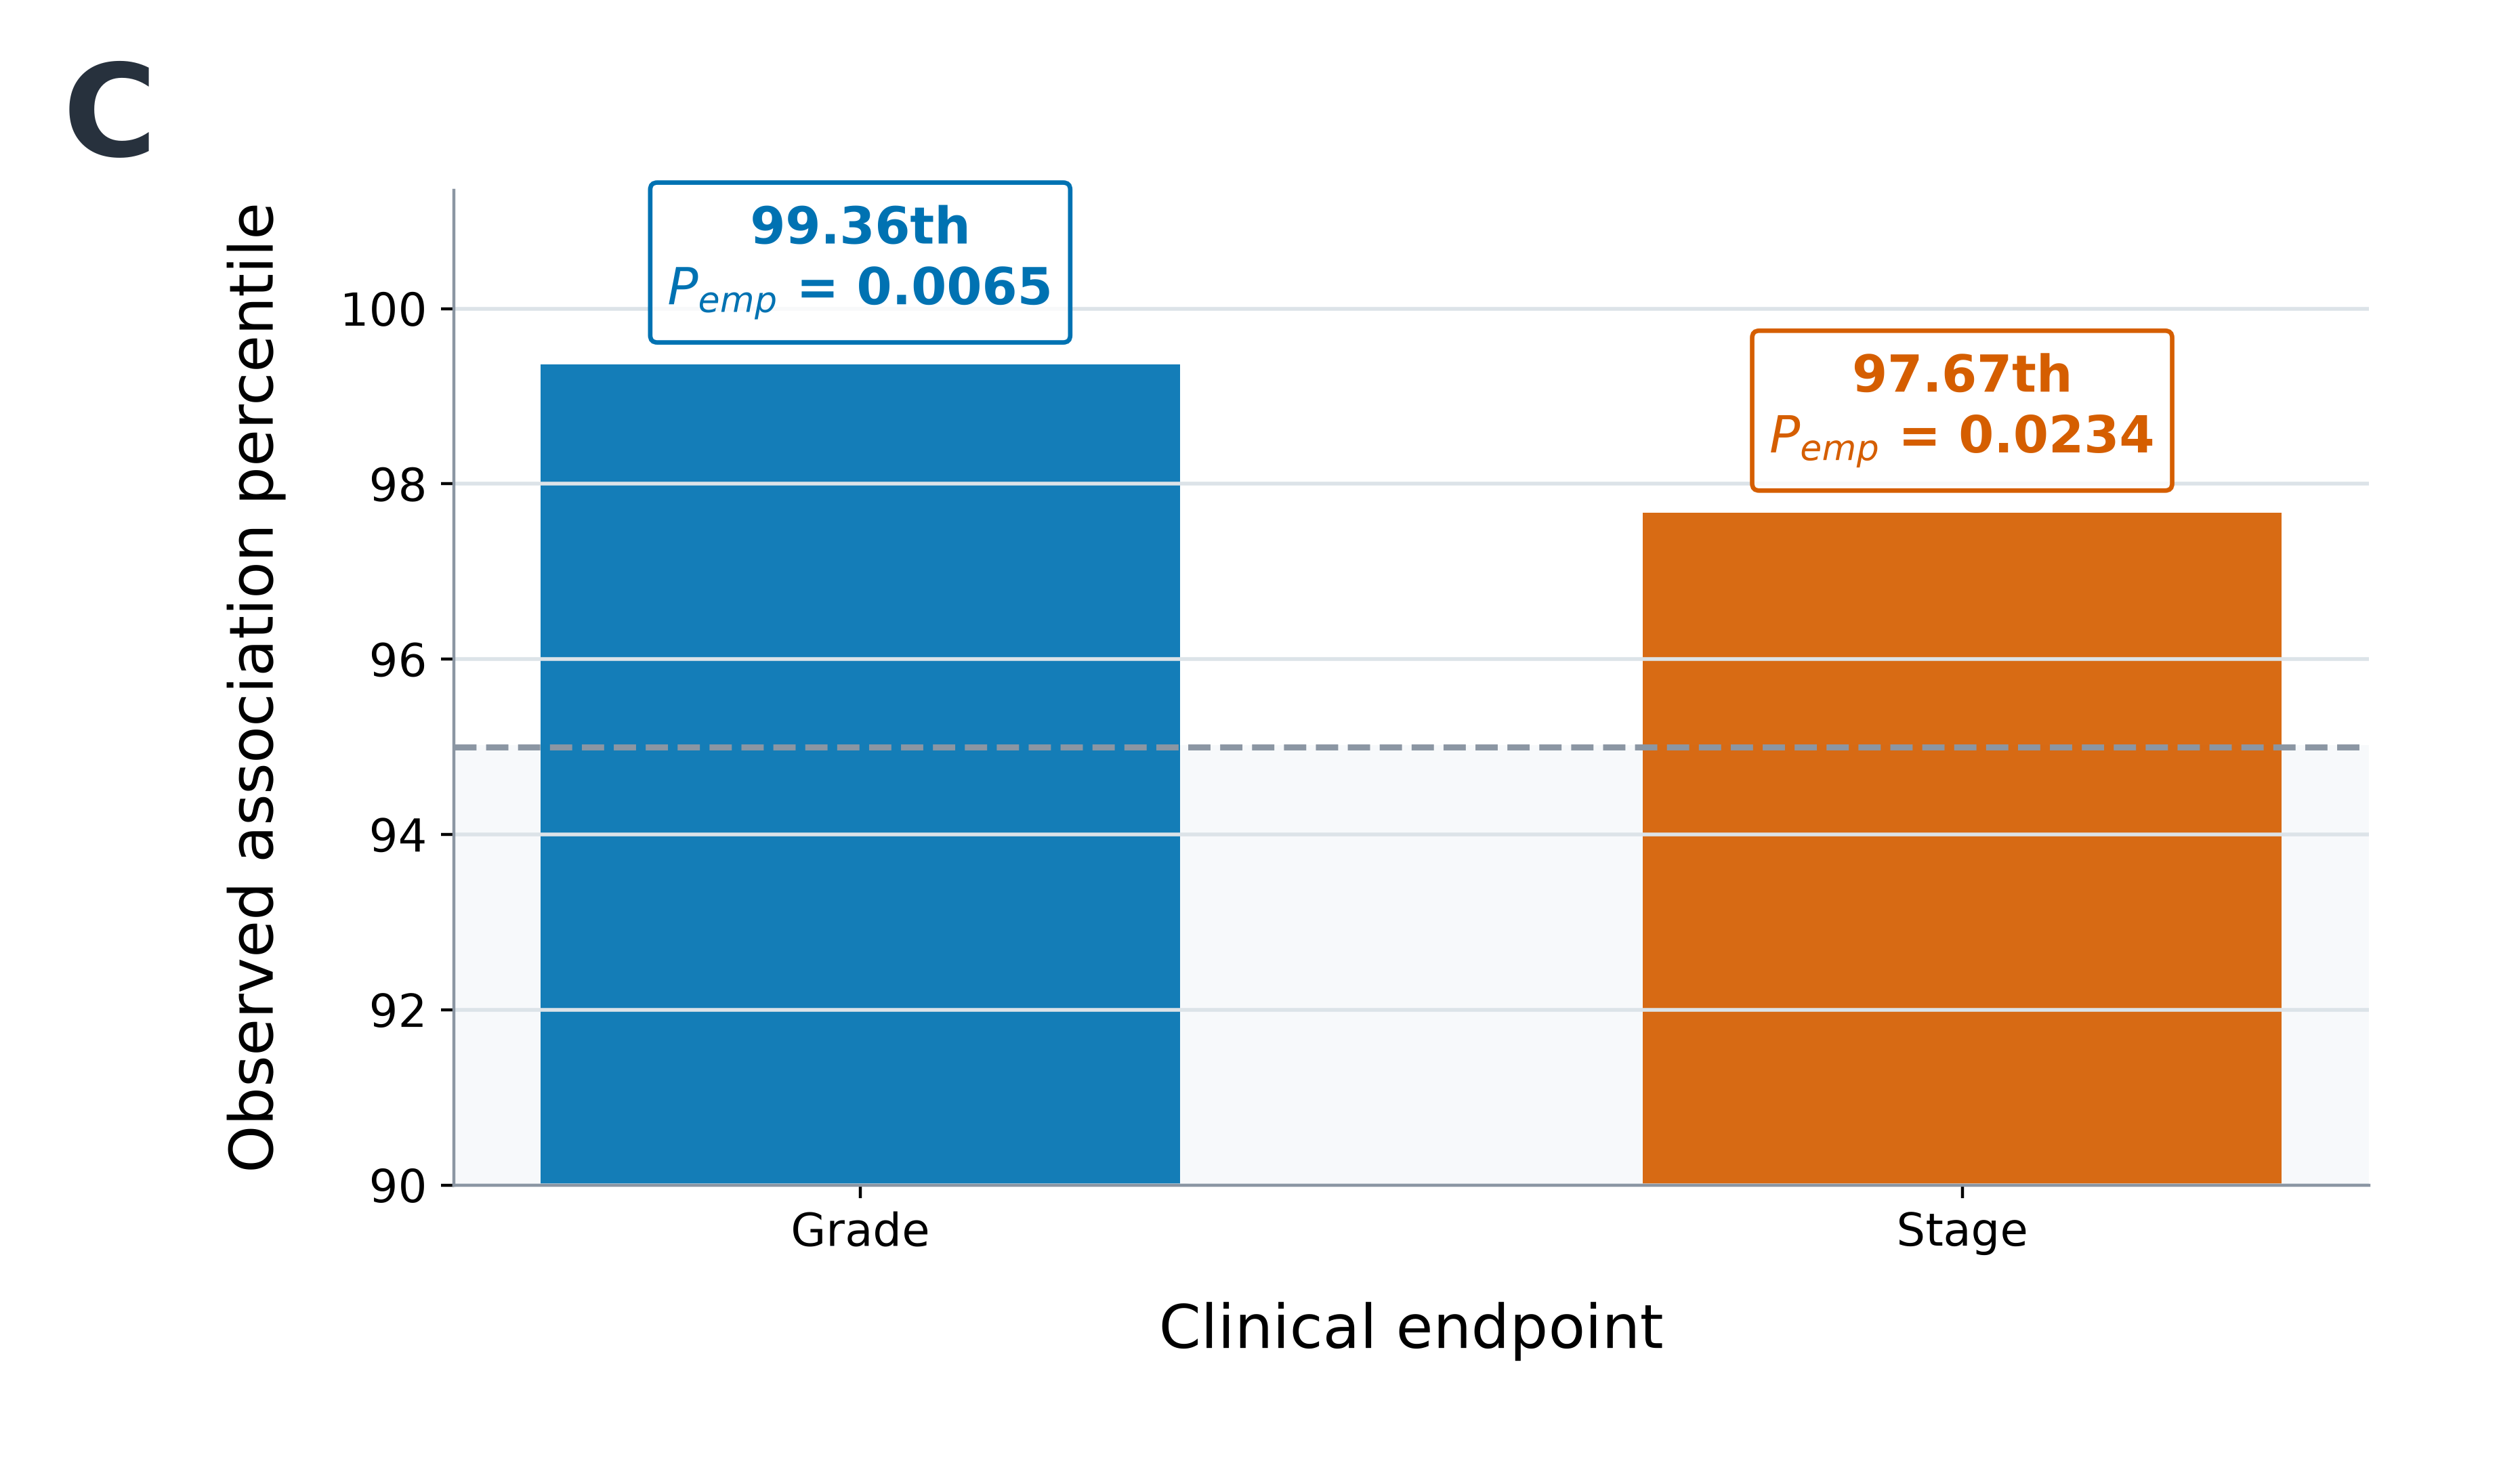 C
Observed association percentile
100
98
96
94
92
90
99.36th
P_emp = 0.0065
97.67th
P_emp = 0.0234
Grade
Stage
Clinical endpoint